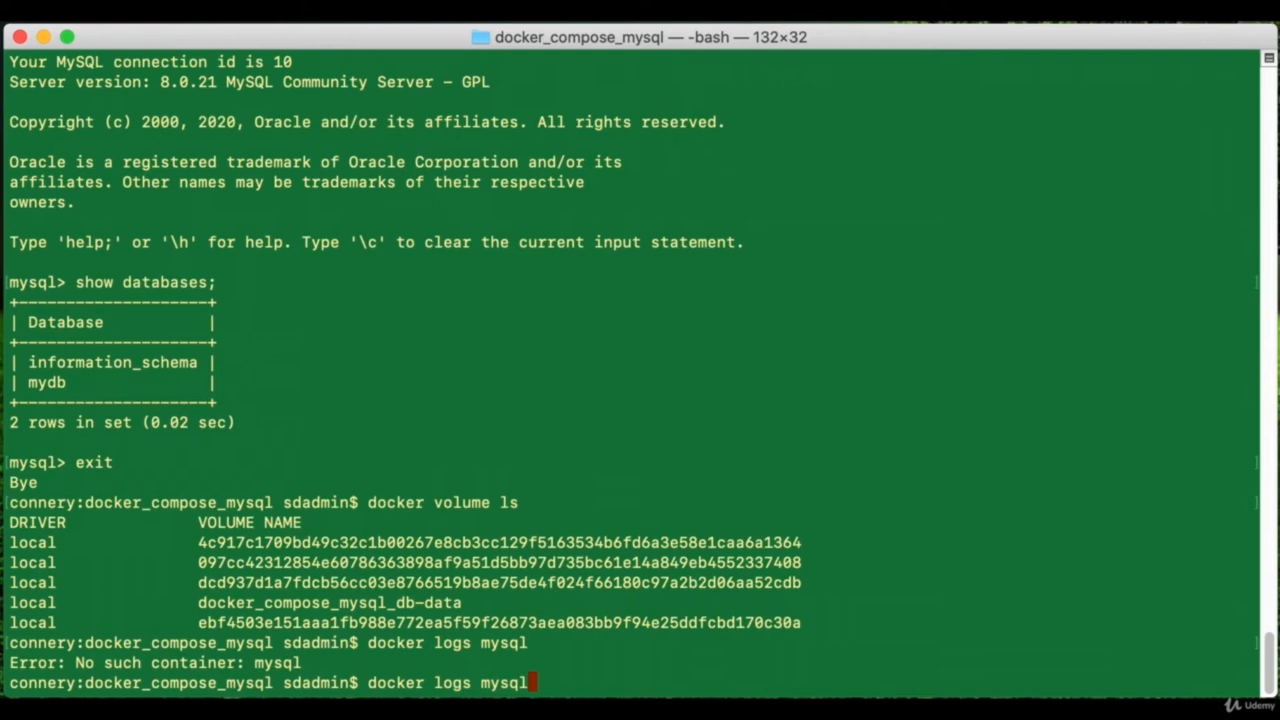 docker_compose_mysql — -bash — 132×32
Your MySQL connection id is 10
Server version: 8.0.21 MySQL Community Server - GPL
Copyright (c) 2000, 2020, Oracle and/or its affiliates. All rights reserved.
Oracle is a registered trademark of Oracle Corporation and/or its
affiliates. Other names may be trademarks of their respective
owners.
Type 'help;' or '\h' for help. Type '\c' to clear the current input statement.
mysql> show databases;
+--------------------+
| Database           |
+--------------------+
| information_schema |
| mydb               |
+--------------------+
2 rows in set (0.02 sec)
mysql> exit
Bye
connery:docker_compose_mysql sdadmin$ docker volume ls
DRIVER              VOLUME NAME
local               4c917c1709bd49c32c1b00267e8cb3cc129f5163534b6fd6a3e58e1caa6a1364
local               097cc42312854e60786363898af9a51d5bb97d735bc61e14a849eb4552337408
local               dcd937d1a7fdcb56cc03e8766519b8ae75de4f024f66180c97a2b2d06aa52cdb
local               docker_compose_mysql_db-data
local               ebf4503e151aaa1fb988e772ea5f59f26873aea083bb9f94e25ddfcbd170c30a
connery:docker_compose_mysql sdadmin$ docker logs mysql
Error: No such container: mysql
connery:docker_compose_mysql sdadmin$ docker logs mysql
Udemy